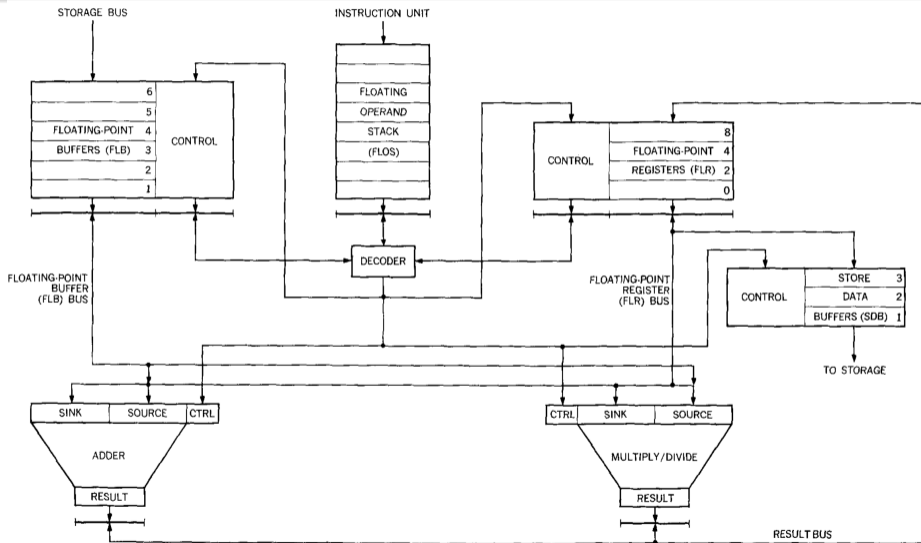 STORAGE BUS
INSTRUCTION UNIT
6
5
FLOATING-POINT 4
BUFFERS (FLB) 3
2
1
CONTROL
FLOATING
OPERAND
STACK
(FLOS)
CONTROL
8
FLOATING-POINT 4
REGISTERS (FLR) 2
0
DECODER
FLOATING-POINT
BUFFER
(FLB) BUS
FLOATING-POINT
REGISTER
(FLR) BUS
CONTROL
STORE 3
DATA 2
BUFFERS (SDB) 1
TO STORAGE
SINK
SOURCE
CTRL
ADDER
RESULT
CTRL
SINK
SOURCE
MULTIPLY/DIVIDE
RESULT
RESULT BUS